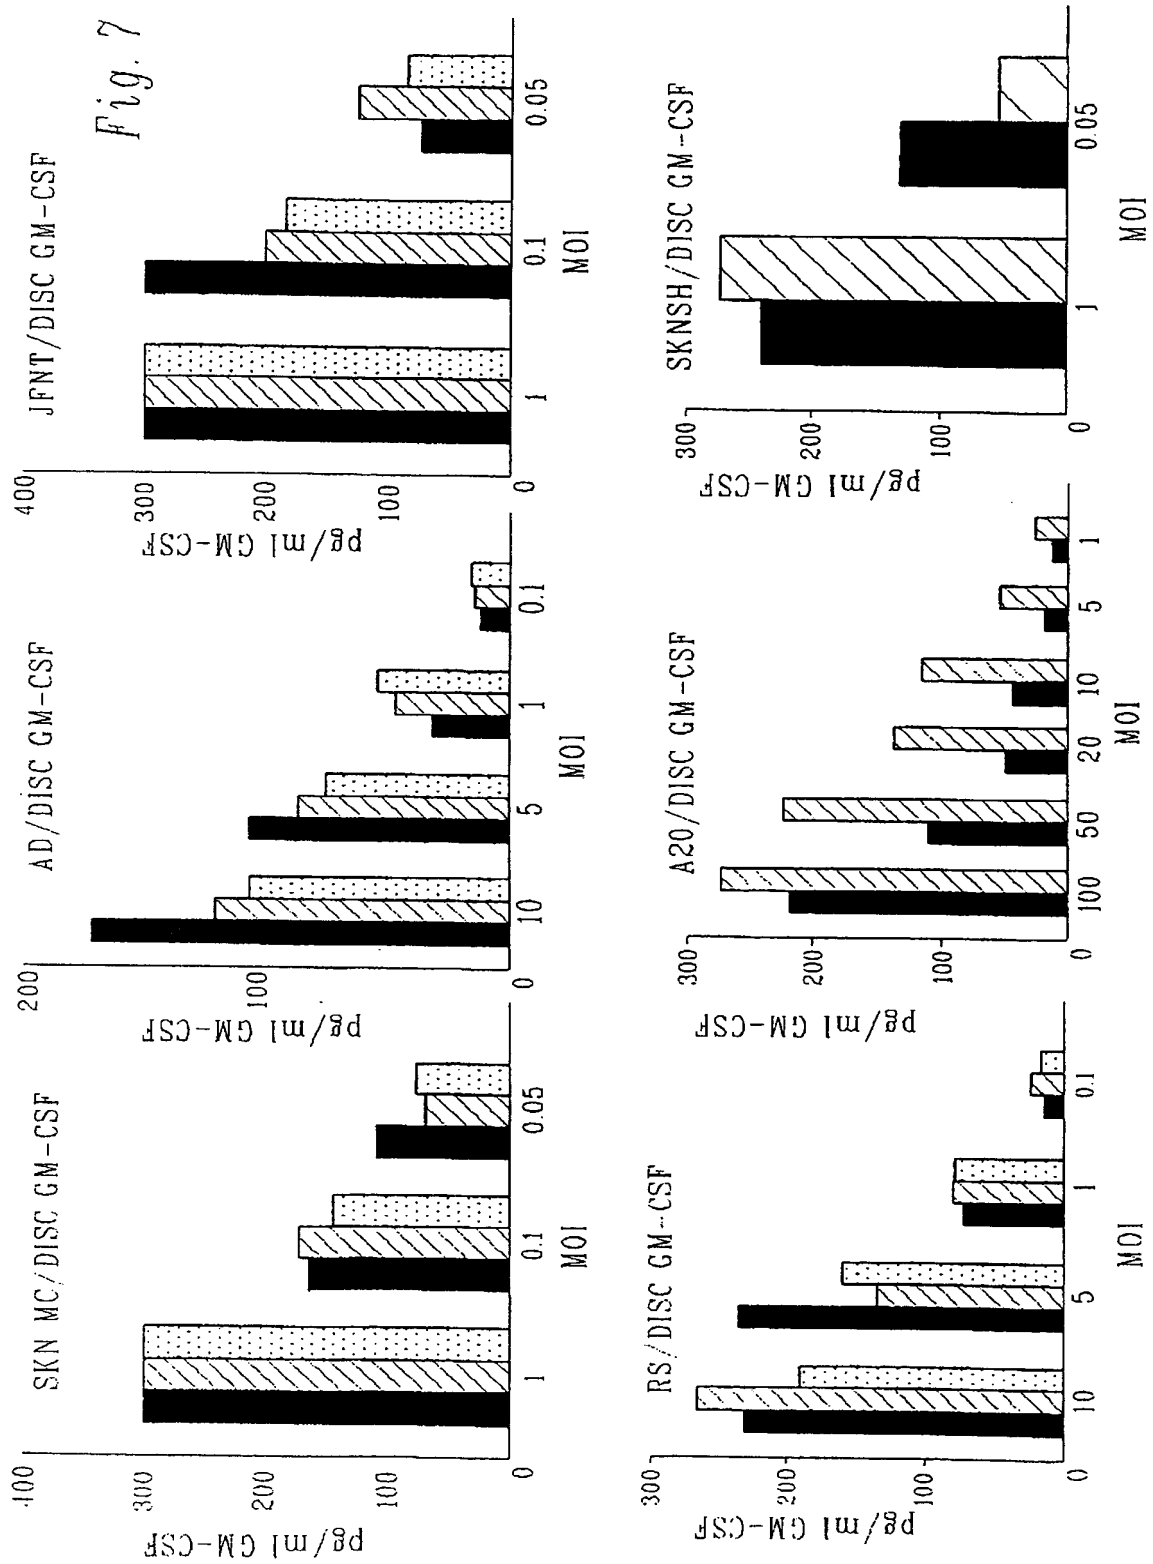 Fig. 7
SKN MC/DISC GM-CSF
pg/ml GM-CSF
400
300
200
100
0
1
0.1
0.05
MOI
AD/DISC GM-CSF
pg/ml GM-CSF
200
100
0
10
5
1
0.1
MOI
JFNT/DISC GM-CSF
pg/ml GM-CSF
400
300
200
100
0
1
0.1
0.05
MOI
RS/DISC GM-CSF
pg/ml GM-CSF
300
200
100
0
10
5
1
0.1
MOI
A20/DISC GM-CSF
pg/ml GM-CSF
300
200
100
0
100
50
20
10
5
1
MOI
SKNSH/DISC GM-CSF
pg/ml GM-CSF
300
200
100
0
1
0.05
MOI